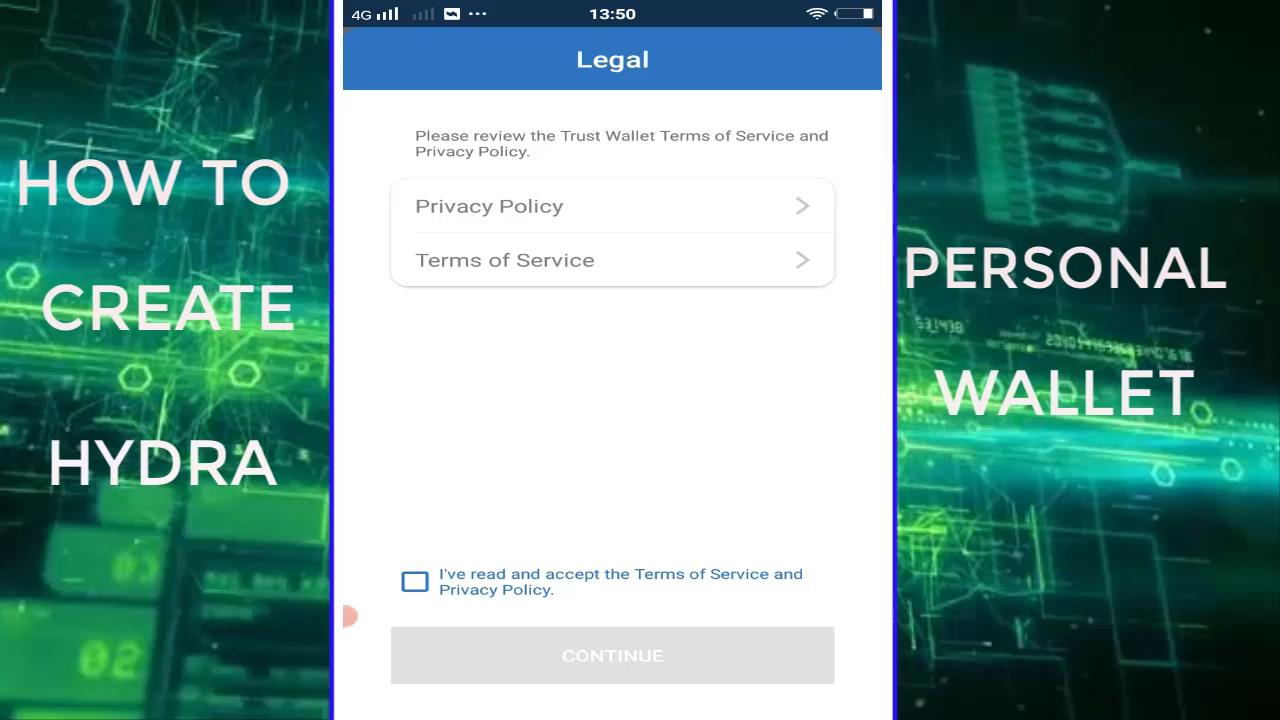 4G
13:50
Legal
Please review the Trust Wallet Terms of Service and
Privacy Policy.
Privacy Policy
Terms of Service
I've read and accept the Terms of Service and
Privacy Policy.
CONTINUE
HOW TO
CREATE
HYDRA
PERSONAL
WALLET
03
02